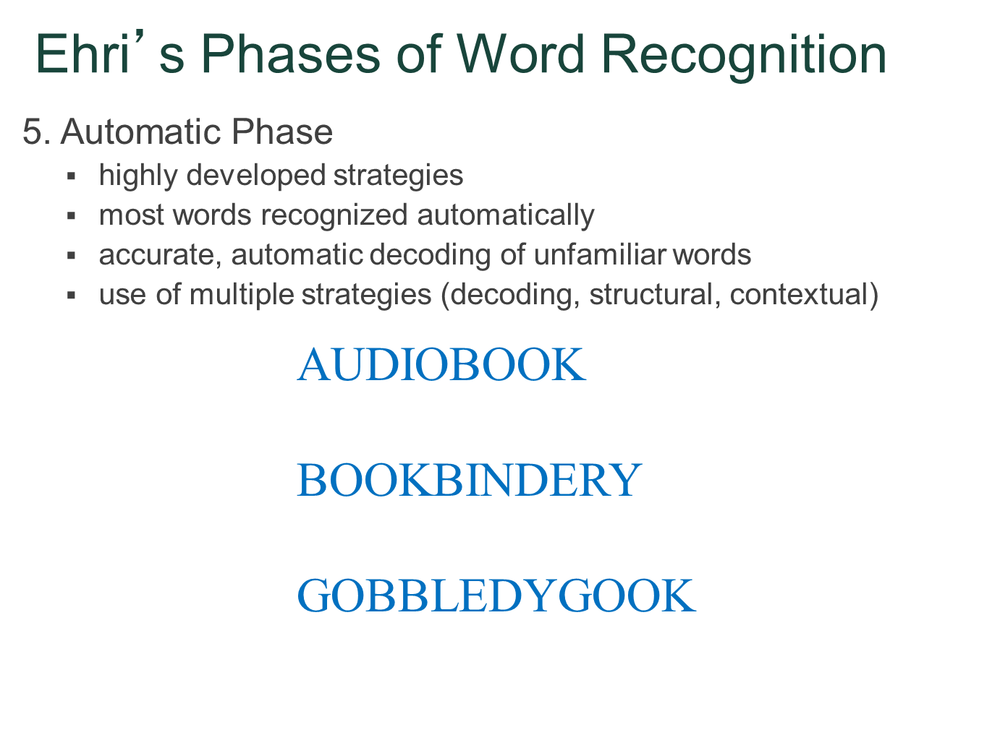 Ehri’s Phases of Word Recognition
5. Automatic Phase
▪ highly developed strategies
▪ most words recognized automatically
▪ accurate, automatic decoding of unfamiliar words
▪ use of multiple strategies (decoding, structural, contextual)
AUDIOBOOK
BOOKBINDERY
GOBBLEDYGOOK